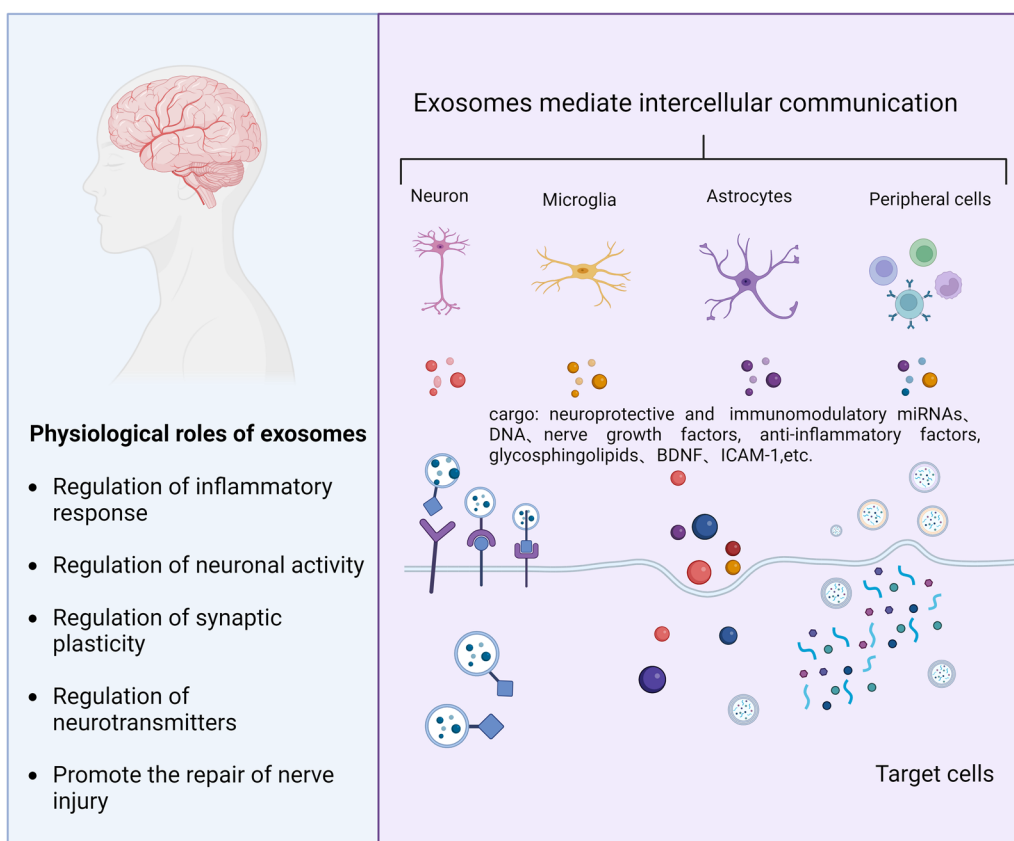 Physiological roles of exosomes
• Regulation of inflammatory
response
• Regulation of neuronal activity
• Regulation of synaptic
plasticity
• Regulation of
neurotransmitters
• Promote the repair of nerve
injury
Exosomes mediate intercellular communication
Neuron
Microglia
Astrocytes
Peripheral cells
cargo: neuroprotective and immunomodulatory miRNAs、
DNA、nerve growth factors, anti-inflammatory factors,
glycosphingolipids、BDNF、ICAM-1,etc.
Target cells